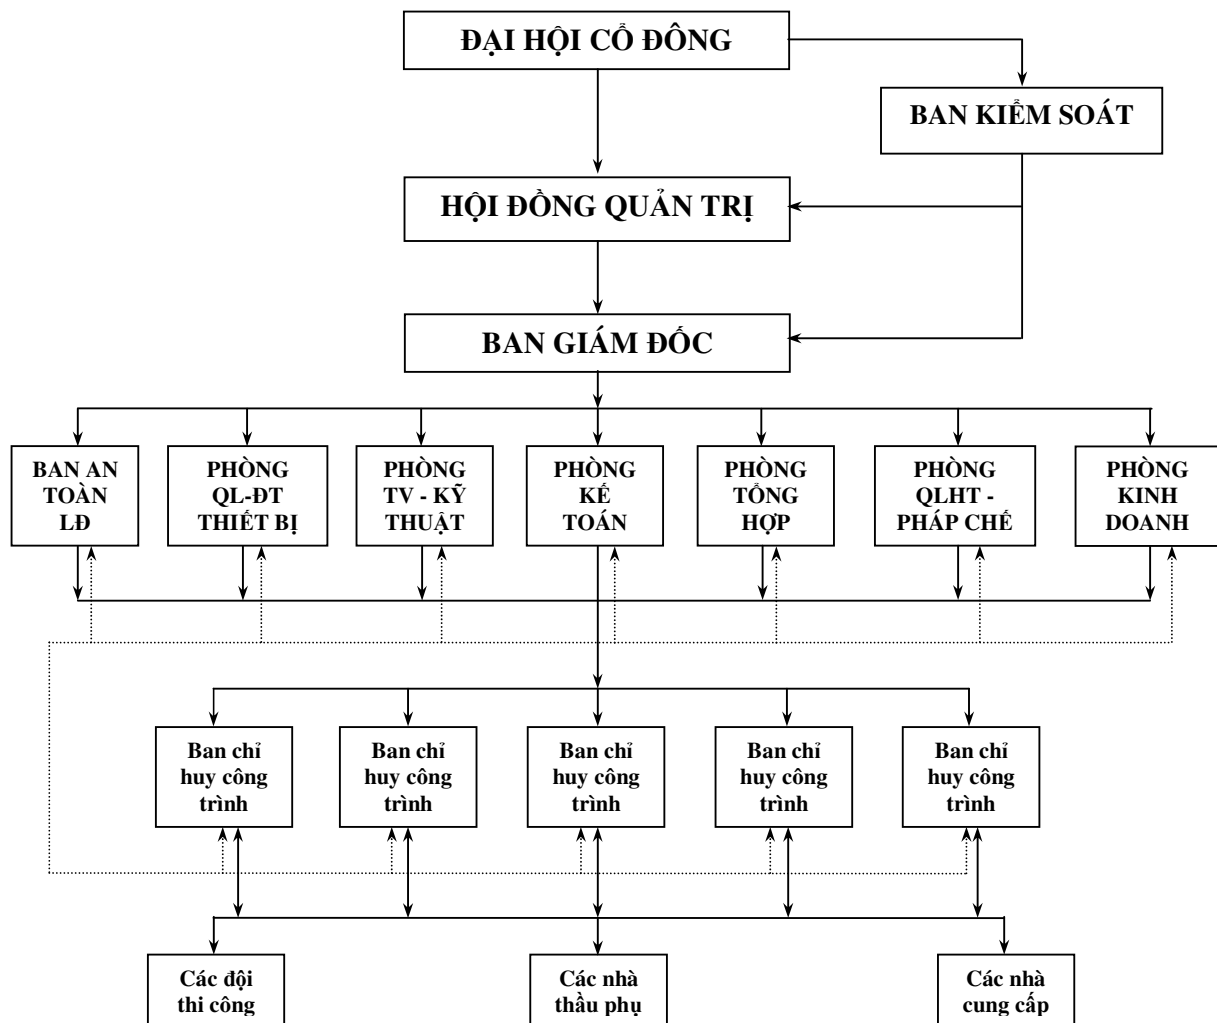 ĐẠI HỘI CỔ ĐÔNG
BAN KIỂM SOÁT
HỘI ĐỒNG QUẢN TRỊ
BAN GIÁM ĐỐC
BAN AN
TOÀN
LĐ
PHÒNG
QL-ĐT
THIẾT BỊ
PHÒNG
TV - KỸ
THUẬT
PHÒNG
KẾ
TOÁN
PHÒNG
TỔNG
HỢP
PHÒNG
QLHT -
PHÁP CHẾ
PHÒNG
KINH
DOANH
Ban chỉ
huy công
trình
Ban chỉ
huy công
trình
Ban chỉ
huy công
trình
Ban chỉ
huy công
trình
Ban chỉ
huy công
trình
Các đội
thi công
Các nhà
thầu phụ
Các nhà
cung cấp